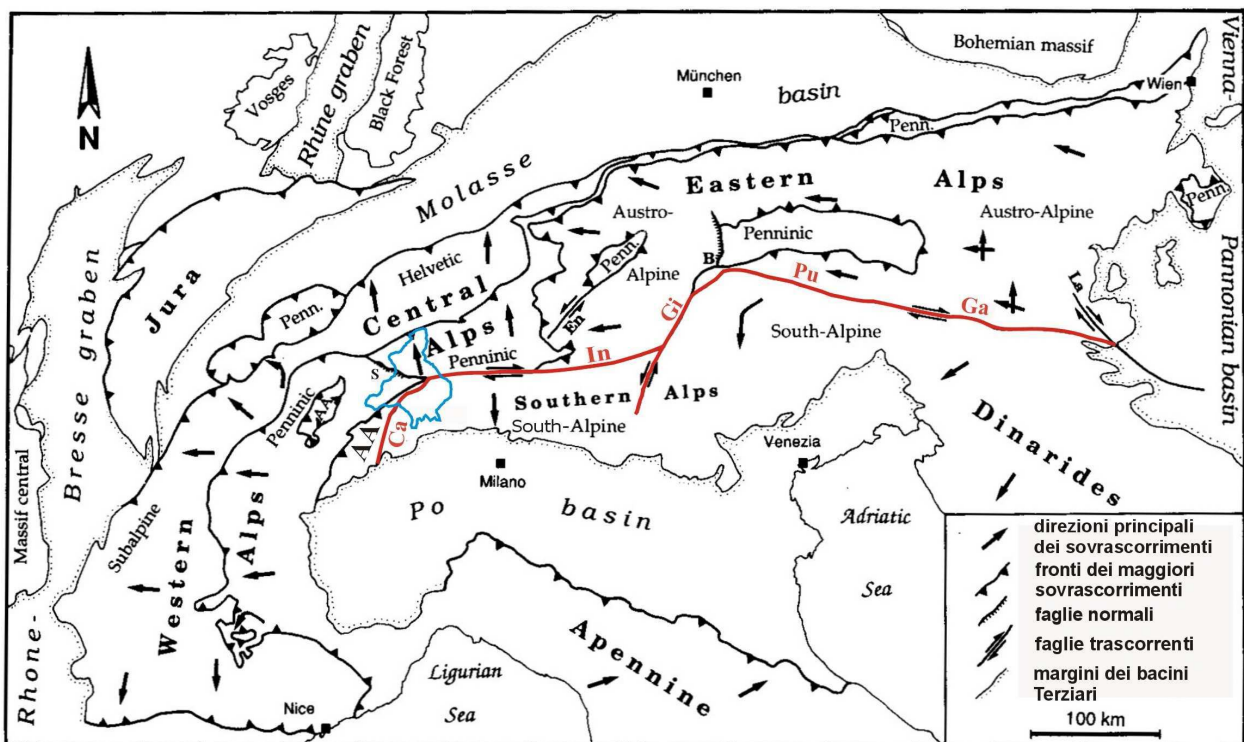 Vosges
Rhine graben
Black Forest
München
Bohemian massif
Wien
Vienna-
basin
N
Molasse
Penn.
Eastern
Alps
Penn.
Austro-
Alpine
Austro-Alpine
Penninic
Bi
Pannonian basin
Bresse graben
Jura
Helvetic
Penn.
Central
Alps
Penn.
En
Gi
Pu
Ga
La
South-Alpine
Penn.
Penninic
In
S
Penninic
AA
AA
Ca
Southern
Alps
South-Alpine
Venezia
Dinarides
Massif central
Milano
Po
basin
Adriatic
Sea
Subalpine
Western
Alps
Apennine
Rhone-
Nice
Ligurian
Sea
direzioni principali
dei sovrascorrimenti
fronti dei maggiori
sovrascorrimenti
faglie normali
faglie trascorrenti
margini dei bacini
Terziari
100 km